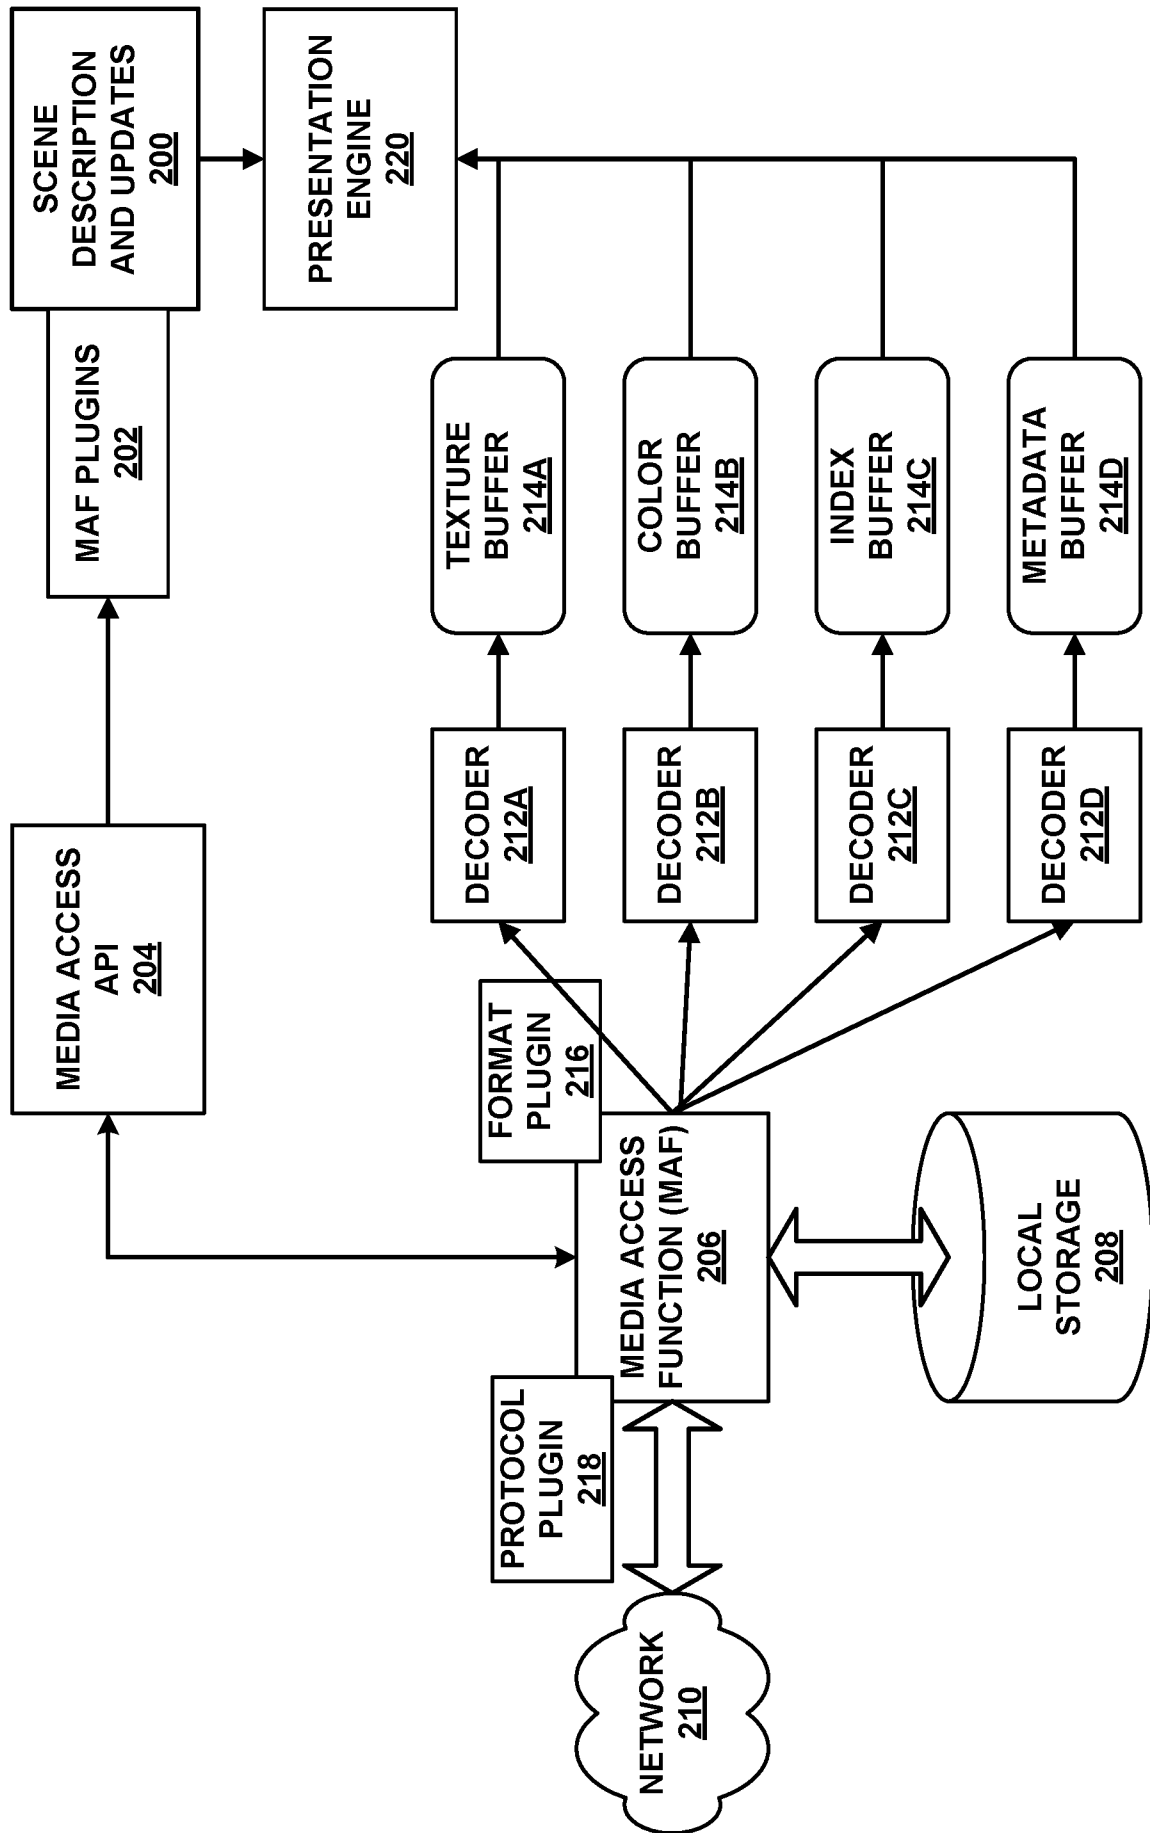 SCENE
DESCRIPTION
AND UPDATES
200
MAF PLUGINS
202
MEDIA ACCESS
API
204
PRESENTATION
ENGINE
220
TEXTURE
BUFFER
214A
COLOR
BUFFER
214B
INDEX
BUFFER
214C
METADATA
BUFFER
214D
DECODER
212A
DECODER
212B
DECODER
212C
DECODER
212D
FORMAT
PLUGIN
216
PROTOCOL
PLUGIN
218
MEDIA ACCESS
FUNCTION (MAF)
206
NETWORK
210
LOCAL
STORAGE
208